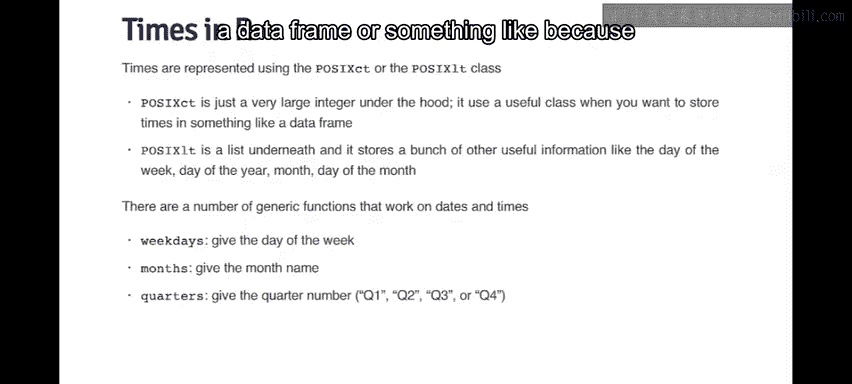 Times in R
a data frame or something like because
bili.com
Times are represented using the POSIXct or the POSIXlt class
· POSIXct is just a very large integer under the hood; it use a useful class when you want to store
times in something like a data frame
· POSIXlt is a list underneath and it stores a bunch of other useful information like the day of the
week, day of the year, month, day of the month
There are a number of generic functions that work on dates and times
· weekdays: give the day of the week
· months: give the month name
· quarters: give the quarter number (“Q1”, “Q2”, “Q3”, or “Q4”)